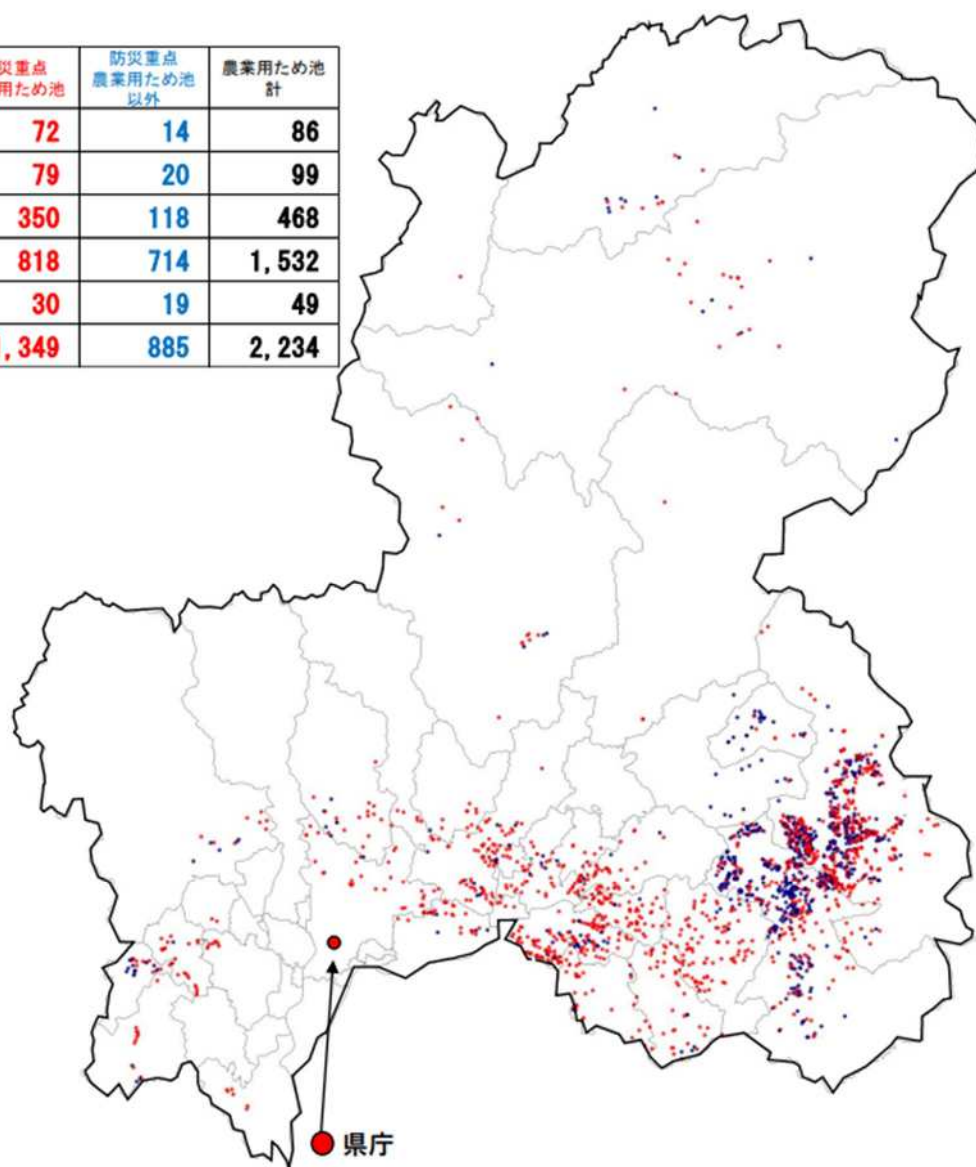 災重点
用ため池
防災重点
農業用ため池
以外
農業用ため池
計
72 14 86
79 20 99
350 118 468
818 714 1,532
30 19 49
,349 885 2,234
県庁